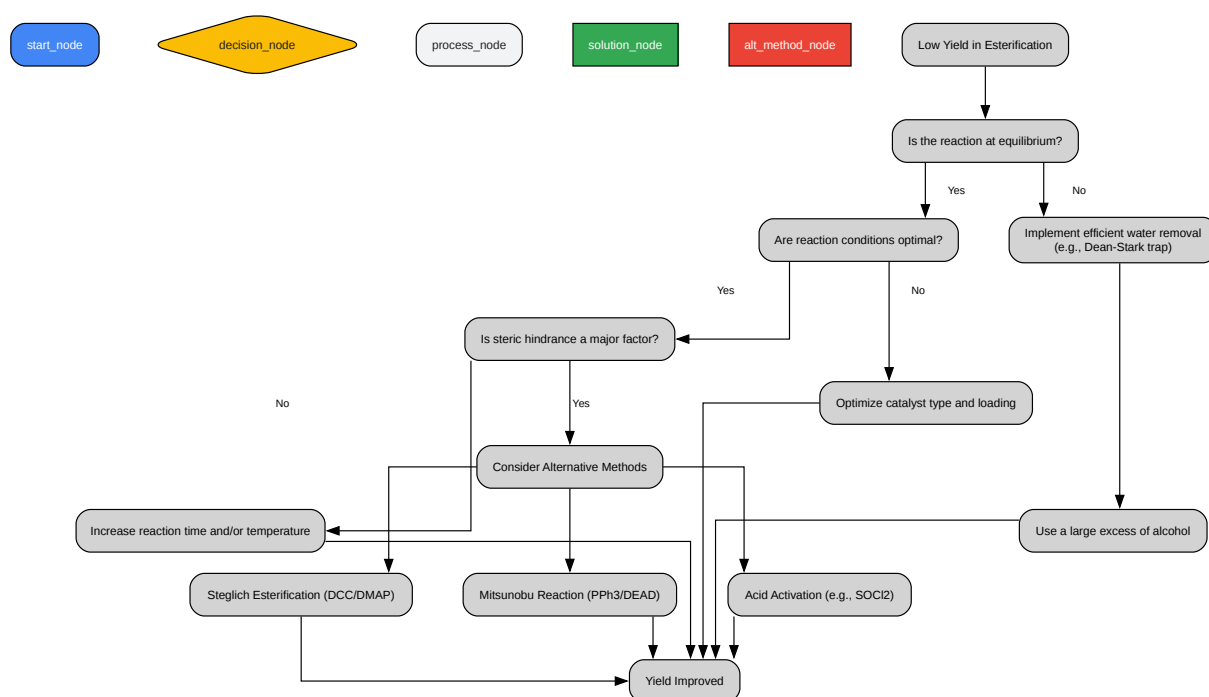 start_node
decision_node
process_node
solution_node
alt_method_node
Low Yield in Esterification
Is the reaction at equilibrium?
Yes
No
Are reaction conditions optimal?
Implement efficient water removal
(e.g., Dean-Stark trap)
Yes
No
Is steric hindrance a major factor?
No
Yes
Optimize catalyst type and loading
Consider Alternative Methods
Increase reaction time and/or temperature
Use a large excess of alcohol
Steglich Esterification (DCC/DMAP)
Mitsunobu Reaction (PPh3/DEAD)
Acid Activation (e.g., SOCl2)
Yield Improved